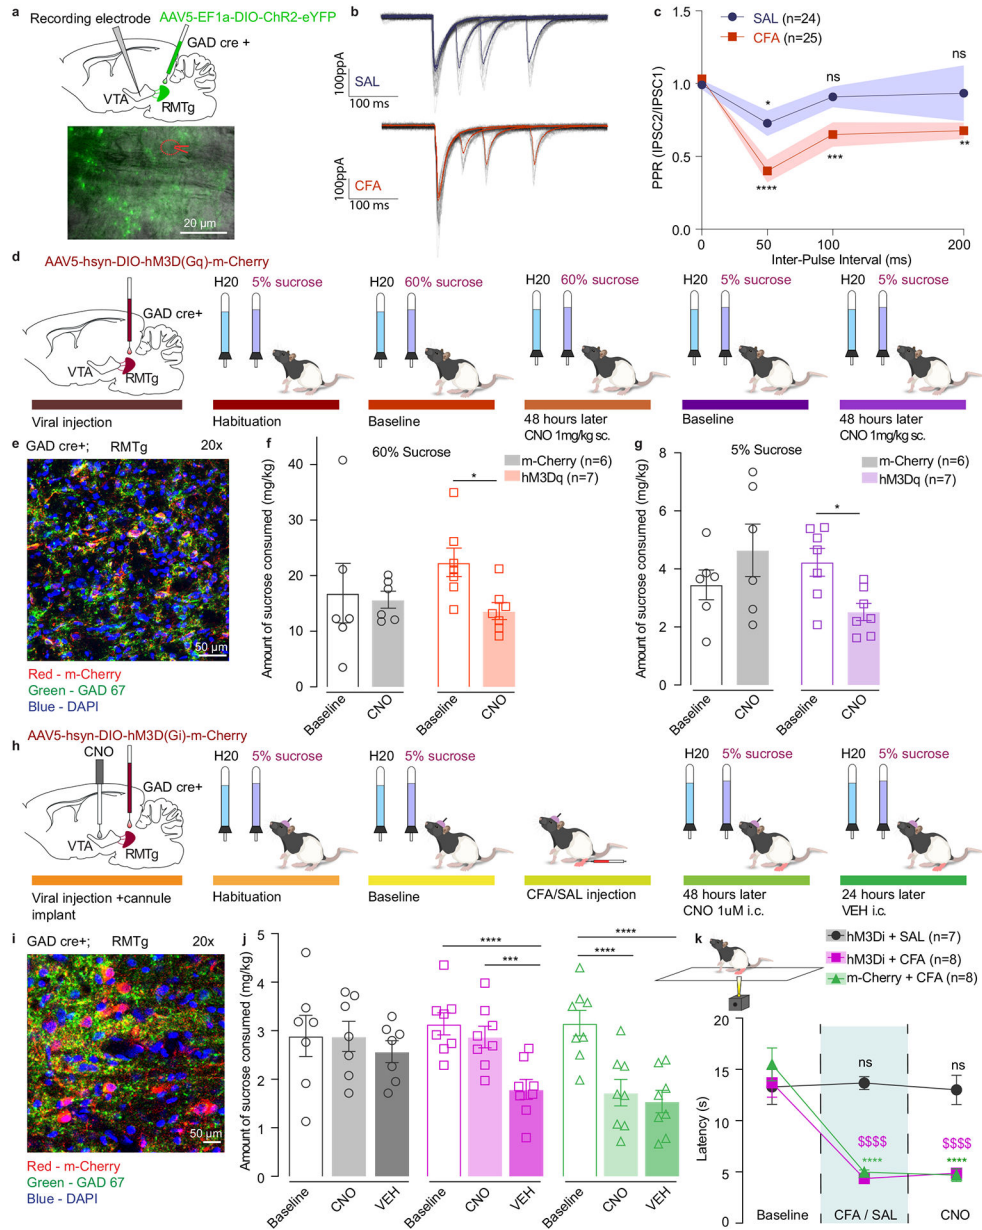 a
Recording electrode
AAV5-EF1a-DIO-ChR2-eYFP
GAD cre +
VTA
RMTg
20 µm
b
100ppA
SAL
100 ms
100ppA
CFA
100 ms
c
SAL (n=24)
CFA (n=25)
PPR (IPSC2/IPSC1)
1.5
1.0
0.5
0.0
*
ns
ns
****
***
**
0
50
100
200
Inter-Pulse Interval (ms)
d
AAV5-hsyn-DIO-hM3D(Gq)-m-Cherry
GAD cre+
VTA
RMTg
Viral injection
H20 5% sucrose
Habituation
H20 60% sucrose
Baseline
H20 60% sucrose
48 hours later
CNO 1mg/kg sc.
H20 5% sucrose
Baseline
H20 5% sucrose
48 hours later
CNO 1mg/kg sc.
e
GAD cre+; RMTg 20x
50 µm
Red - m-Cherry
Green - GAD 67
Blue - DAPI
f
60% Sucrose
m-Cherry (n=6)
hM3Dq (n=7)
Amount of sucrose consumed (mg/kg)
40
30
20
10
0
*
Baseline
CNO
Baseline
CNO
g
5% Sucrose
m-Cherry (n=6)
hM3Dq (n=7)
Amount of sucrose consumed (mg/kg)
8
6
4
2
0
*
Baseline
CNO
Baseline
CNO
h
AAV5-hsyn-DIO-hM3D(Gi)-m-Cherry
CNO
GAD cre+
VTA
RMTg
Viral injection +cannule
implant
H20 5% sucrose
Habituation
H20 5% sucrose
Baseline
CFA/SAL injection
H20 5% sucrose
48 hours later
CNO 1uM i.c.
H20 5% sucrose
24 hours later
VEH i.c.
i
GAD cre+; RMTg 20x
50 µm
Red - m-Cherry
Green - GAD 67
Blue - DAPI
j
Amount of sucrose consumed (mg/kg)
5
4
3
2
1
0
****
***
****
****
Baseline
CNO
VEH
Baseline
CNO
VEH
Baseline
CNO
VEH
k
hM3Di + SAL (n=7)
hM3Di + CFA (n=8)
m-Cherry + CFA (n=8)
Latency (s)
20
15
10
5
0
ns
ns
$$$$
****
$$$$
****
Baseline
CFA / SAL
CNO